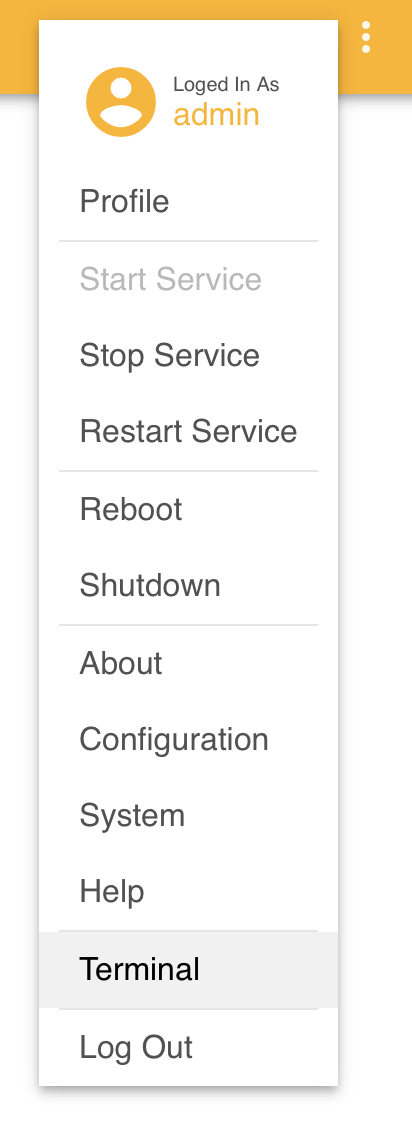 Loged In As
admin
Profile
Start Service
Stop Service
Restart Service
Reboot
Shutdown
About
Configuration
System
Help
Terminal
Log Out